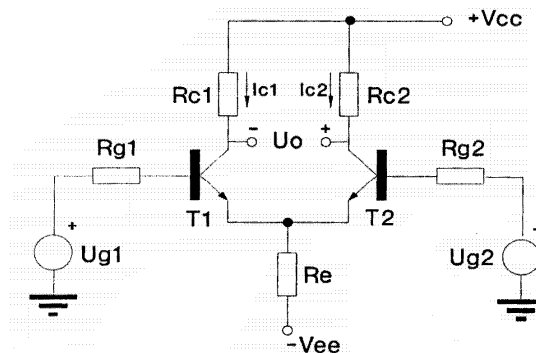 +Vcc
Rc1 Ic1 Ic2 Rc2
- Uo +
Rg1 Rg2
T1 T2
+
Ug1 Ug2
Re
-Vee